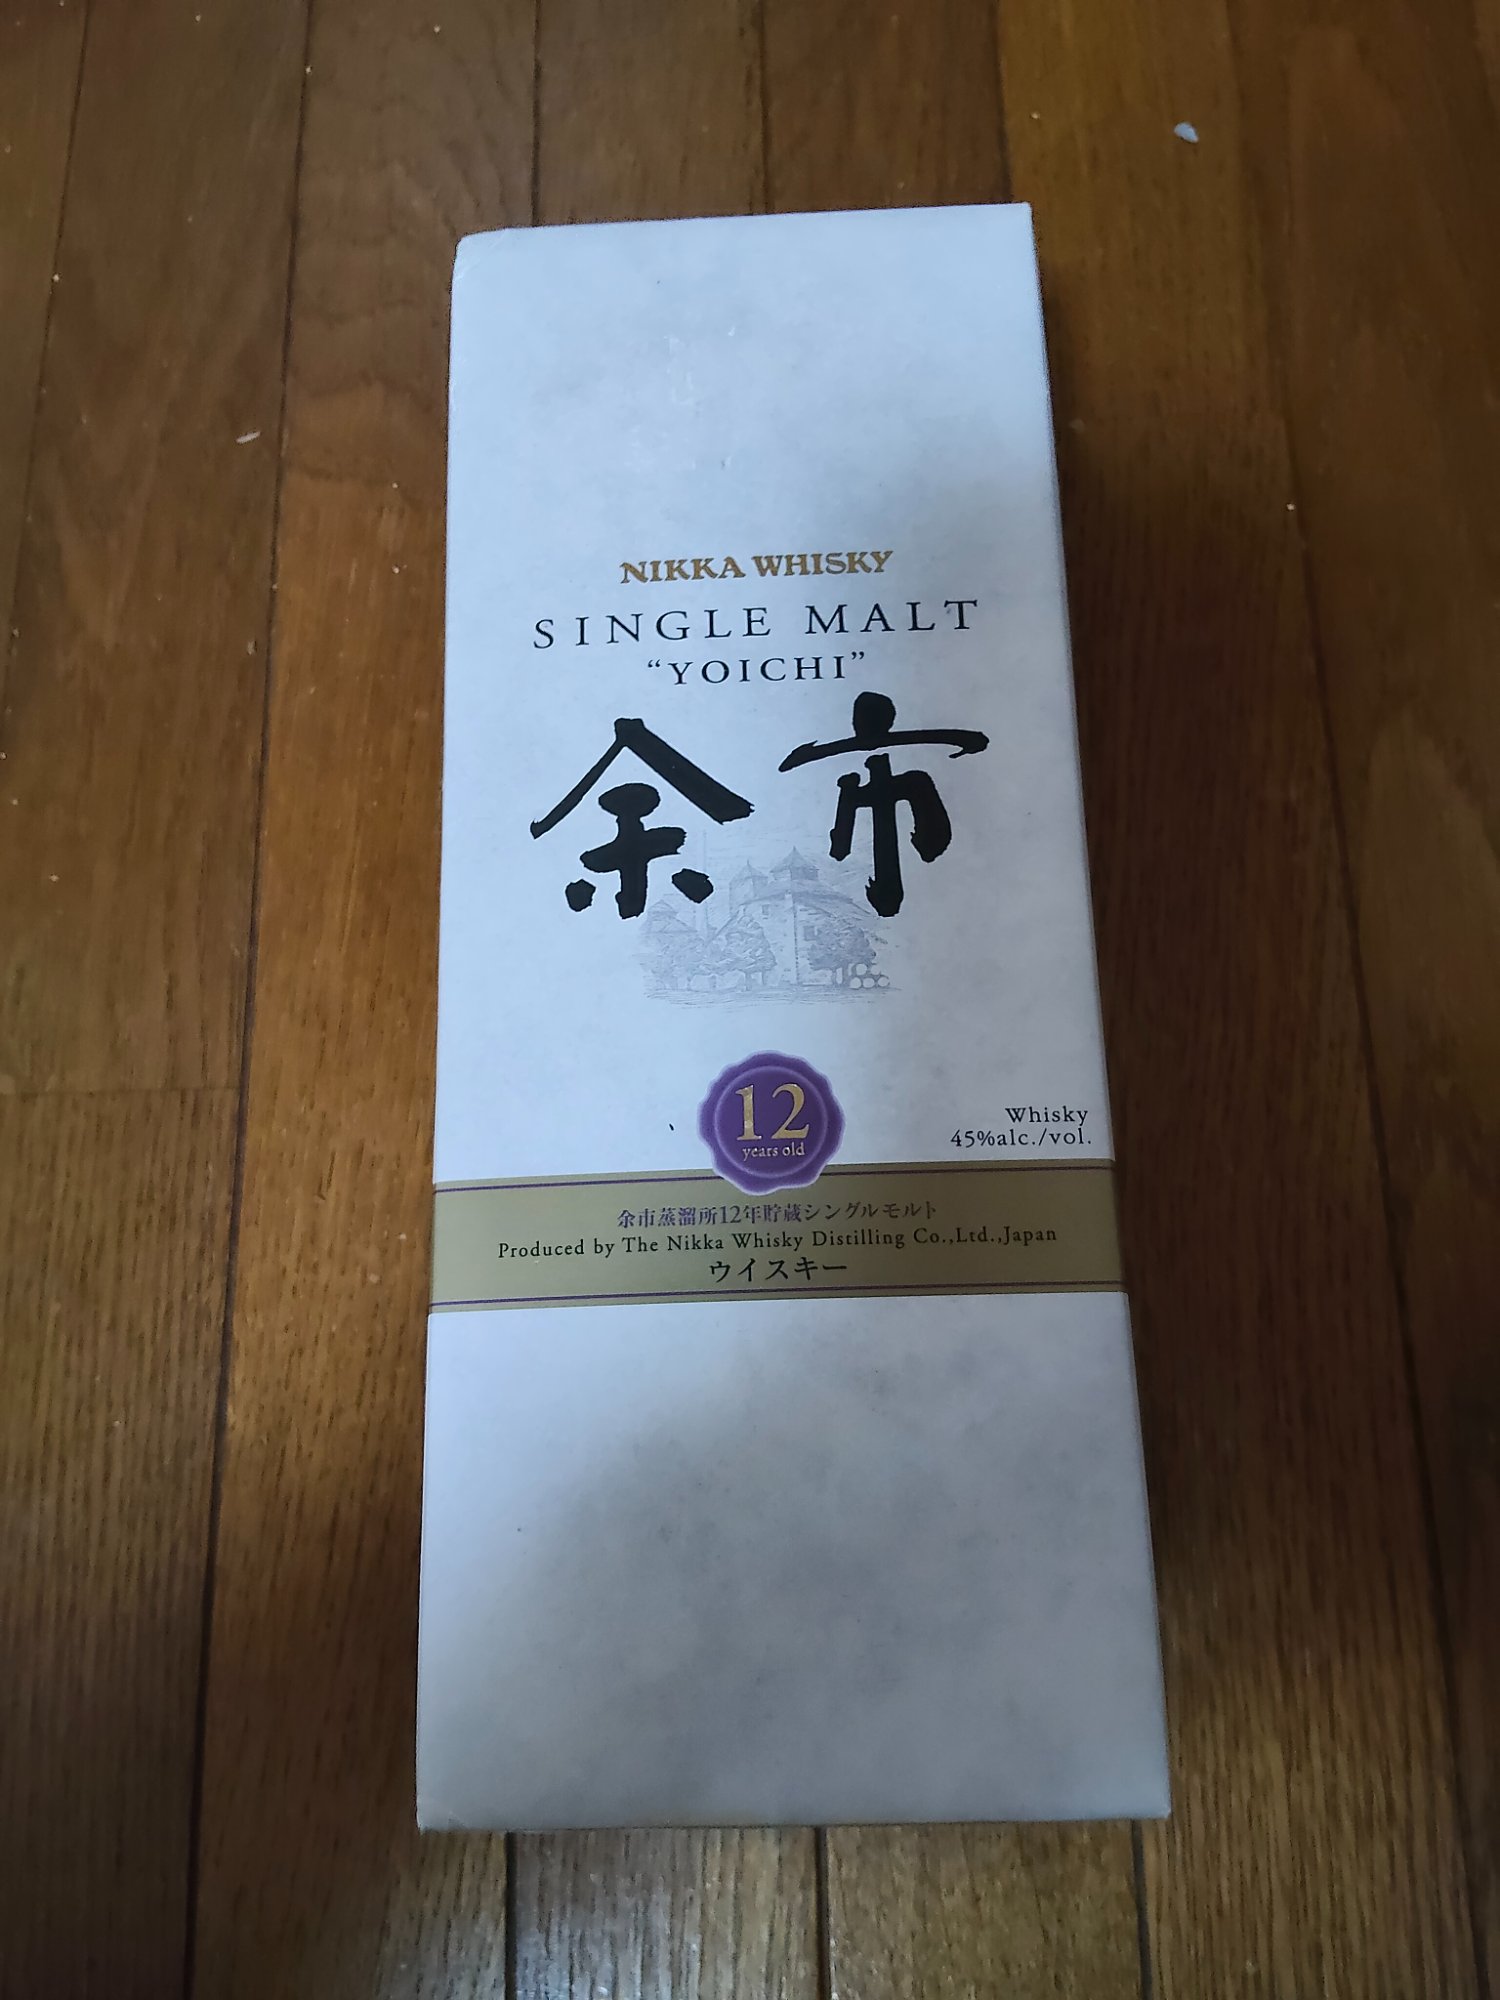 NIKKA WHISKY
SINGLE MALT
“YOICHI”
余市
12
years old
Whisky
45%alc./vol.
余市蒸溜所12年貯蔵シングルモルト
Produced by The Nikka Whisky Distilling Co.,Ltd.,Japan
ウイスキー